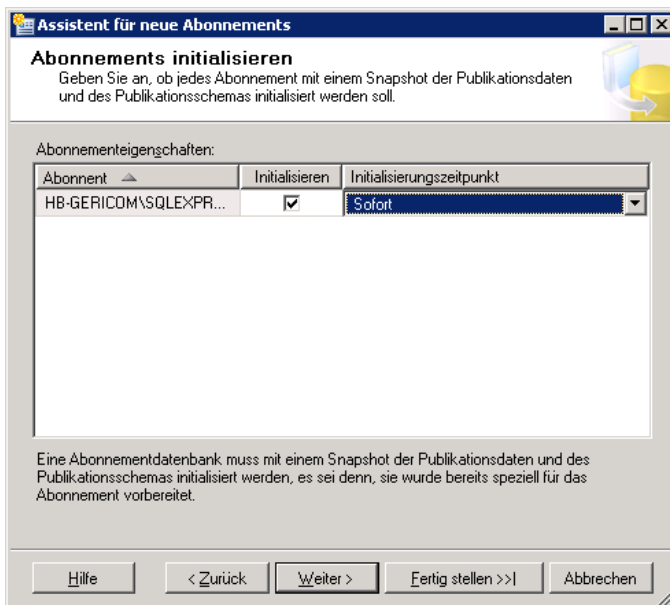 Assistent für neue Abonnements
Abonnements initialisieren
Geben Sie an, ob jedes Abonnement mit einem Snapshot der Publikationsdaten
und des Publikationsschemas initialisiert werden soll.
Abonnementeigenschaften:
Abonnent Initialisieren Initialisierungszeitpunkt
HB-GERICOM\SQLEXPR... Sofort
Eine Abonnementdatenbank muss mit einem Snapshot der Publikationsdaten und des
Publikationsschemas initialisiert werden, es sei denn, sie wurde bereits speziell für das
Abonnement vorbereitet.
Hilfe < Zurück Weiter > Fertig stellen >>| Abbrechen